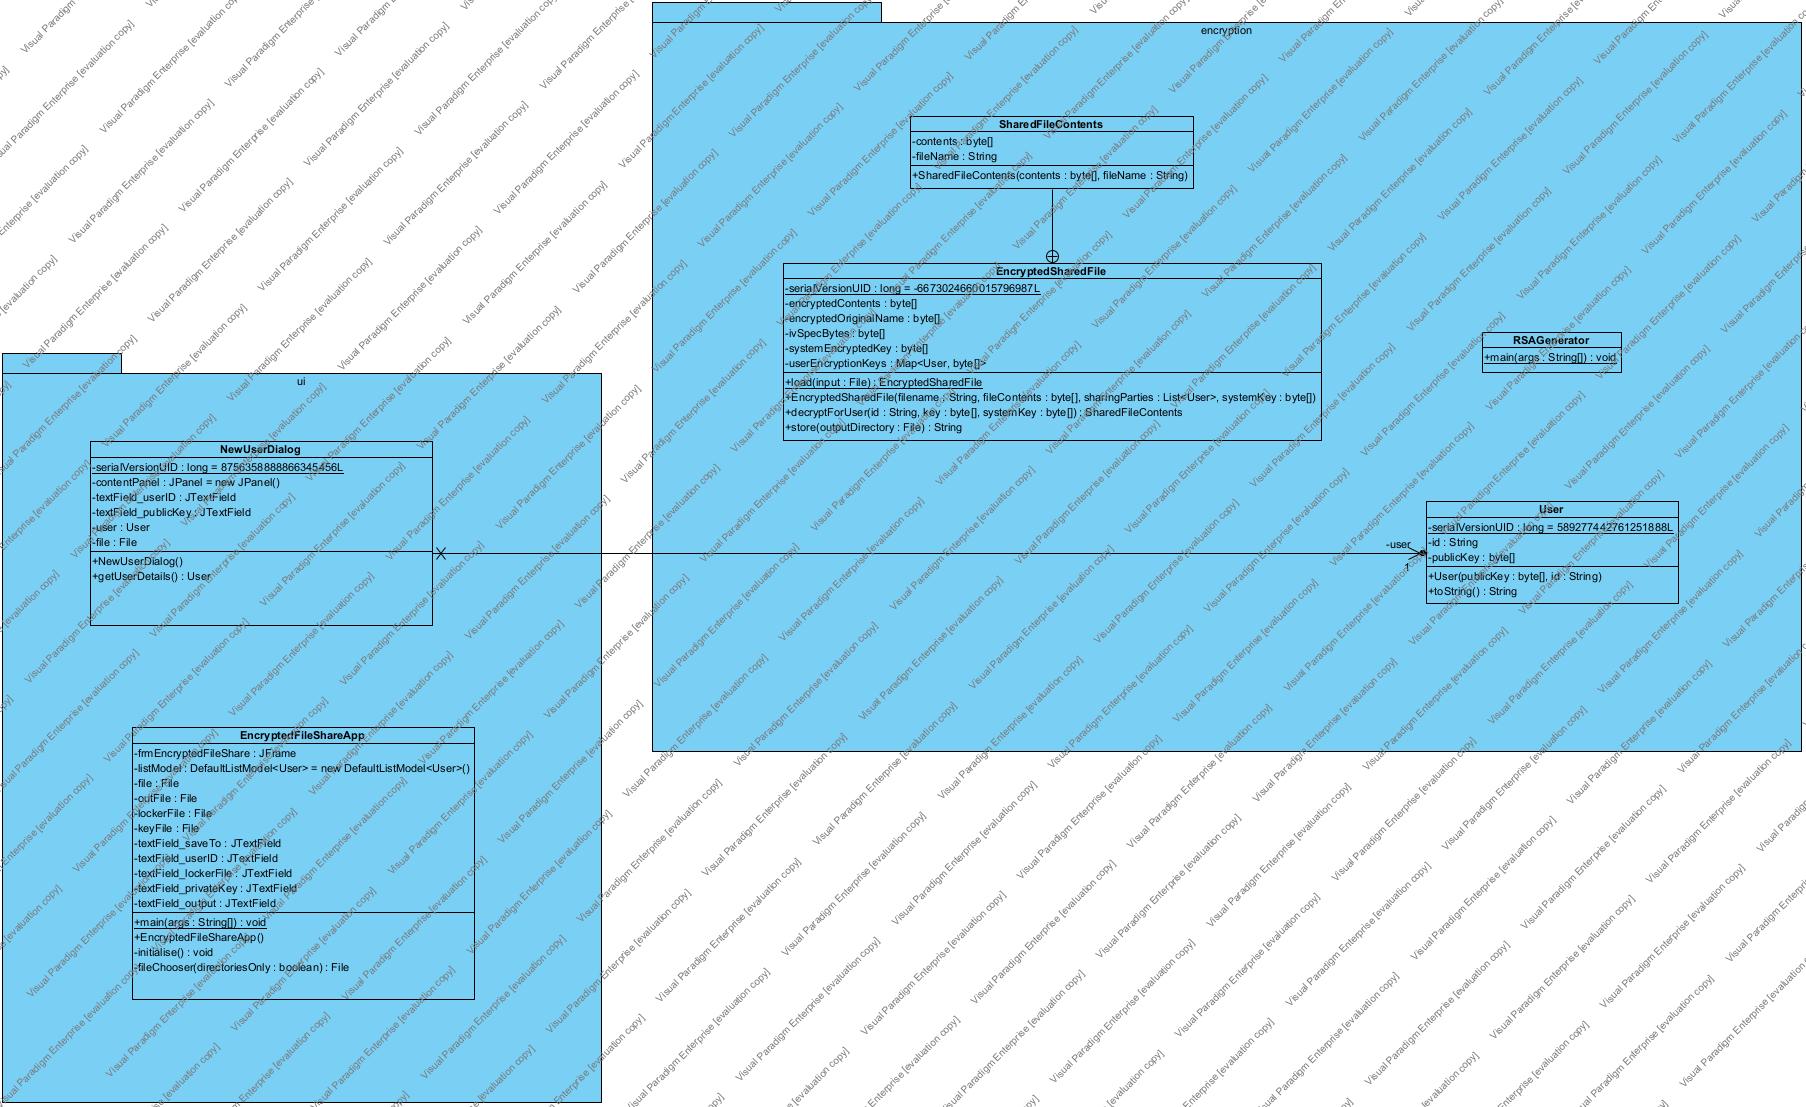 encryption
SharedFileContents
-contents : byte[]
-fileName : String
+SharedFileContents(contents : byte[], fileName : String)
EncryptedSharedFile
-serialVersionUID : long = -6673024660015796987L
-encryptedContents : byte[]
-encryptedOriginalName : byte[]
-ivSpecBytes : byte[]
-systemEncryptedKey : byte[]
-userEncryptionKeys : Map<User, byte[]>
+load(input : File) : EncryptedSharedFile
+EncryptedSharedFile(filename : String, fileContents : byte[], sharingParties : List<User>, systemKey : byte[])
+decryptForUser(id : String, key : byte[], systemKey : byte[]) : SharedFileContents
+store(outputDirectory : File) : String
RSAGenerator
+main(args : String[]) : void
User
-serialVersionUID : long = 589277442761251888L
-id : String
-publicKey : byte[]
+User(publicKey : byte[], id : String)
+toString() : String
-user
1
ui
NewUserDialog
-serialVersionUID : long = 8756358888866345456L
-contentPanel : JPanel = new JPanel()
-textField_userID : JTextField
-textField_publicKey : JTextField
-user : User
-file : File
+NewUserDialog()
+getUserDetails() : User
EncryptedFileShareApp
-frmEncryptedFileShare : JFrame
-listModel : DefaultListModel<User> = new DefaultListModel<User>()
-file : File
-outFile : File
-lockerFile : File
-keyFile : File
-textField_saveTo : JTextField
-textField_userID : JTextField
-textField_lockerFile : JTextField
-textField_privateKey : JTextField
-textField_output : JTextField
+main(args : String[]) : void
+EncryptedFileShareApp()
-initialise() : void
-fileChooser(directoriesOnly : boolean) : File
Visual Paradigm Enterprise [evaluation copy]